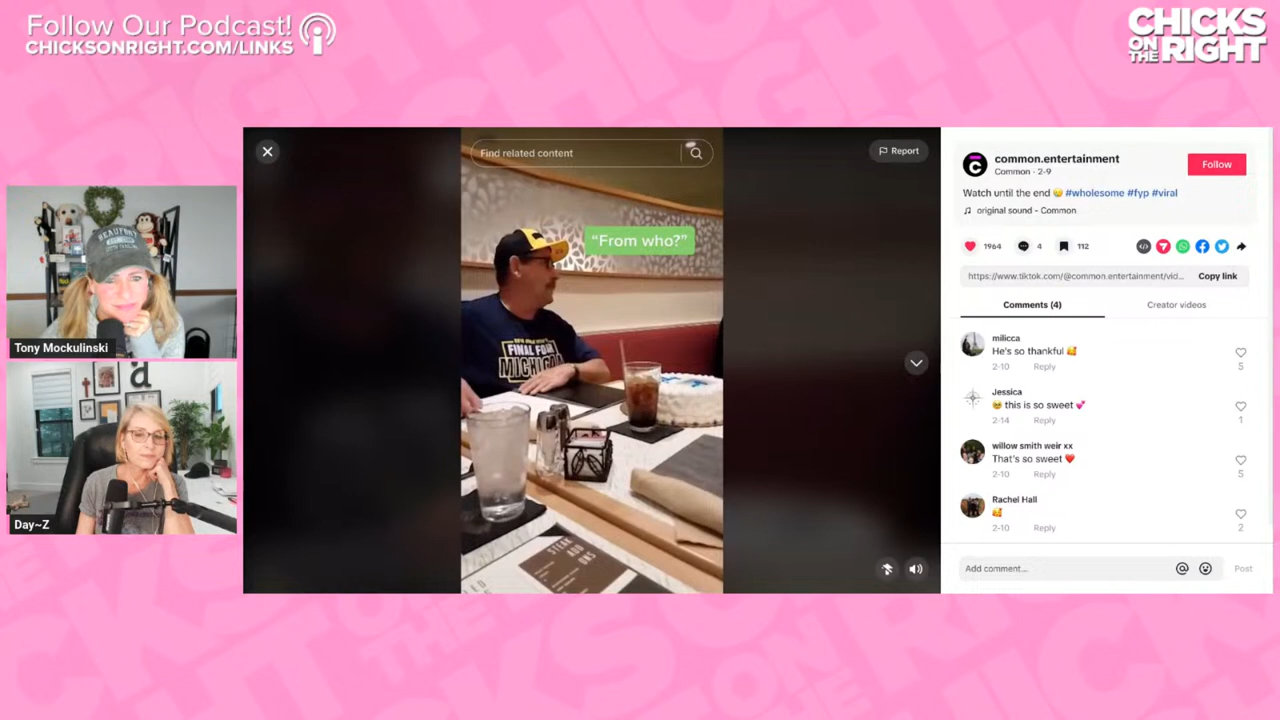 Follow Our Podcast!
CHICKSONRIGHT.COM/LINKS
CHICKS
ON THE RIGHT
BEAUFORT
Tony Mockulinski
a
Day~Z
Find related content
Report
“From who?”
FINAL FOUR
MICHIGAN
STEAK
ADD
ONS
common.entertainment
Common · 2-9
Follow
Watch until the end 😊 #wholesome #fyp #viral
original sound - Common
1964
4
112
https://www.tiktok.com/@common.entertainment/vid...
Copy link
Comments (4)
Creator videos
milicca
He's so thankful 🥰
2-10
Reply
5
Jessica
🥹 this is so sweet 💕
2-14
Reply
1
willow smith weir xx
That's so sweet ❤️
2-10
Reply
5
Rachel Hall
🥰
2-10
Reply
2
Add comment...
Post